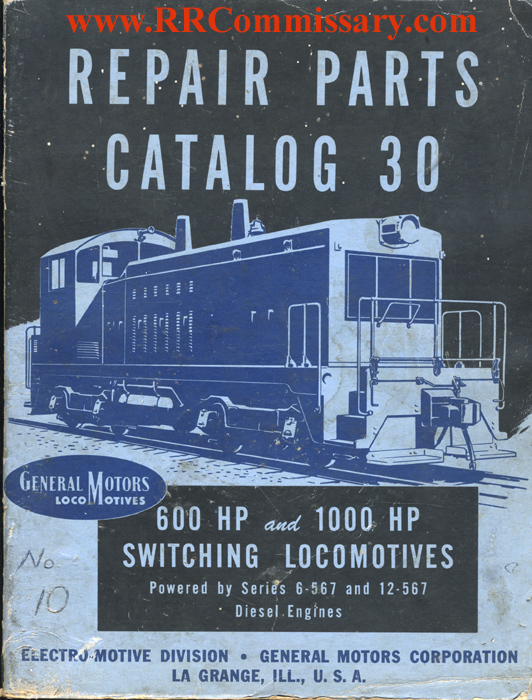 www.RRCommissary.com
REPAIR PARTS
CATALOG 30
GENERAL MOTORS
LOCOMOTIVES
600 HP and 1000 HP
SWITCHING LOCOMOTIVES
Powered by Series 6-567 and 12-567
Diesel Engines
No
10
ELECTRO-MOTIVE DIVISION • GENERAL MOTORS CORPORATION
LA GRANGE, ILL., U. S. A.